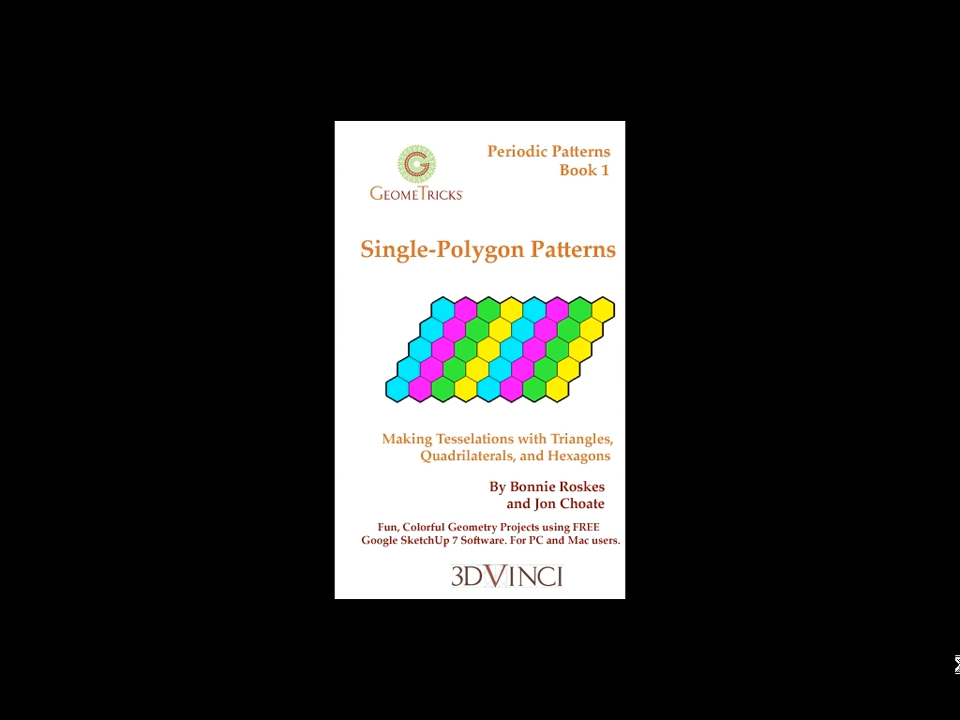 Periodic Patterns
Book 1
GEOMETRICKS
Single-Polygon Patterns
Making Tesselations with Triangles,
Quadrilaterals, and Hexagons
By Bonnie Roskes
and Jon Choate
Fun, Colorful Geometry Projects using FREE
Google SketchUp 7 Software. For PC and Mac users.
3DVINCI